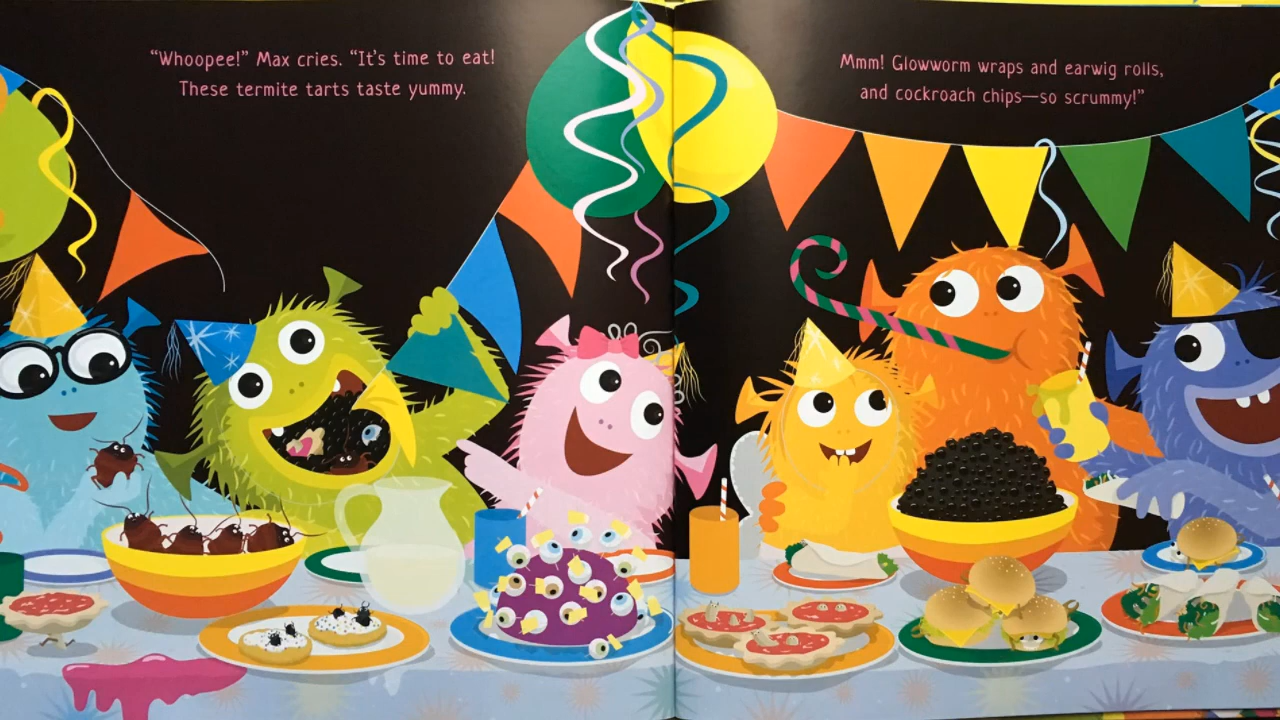 “Whoopee!” Max cries. “It’s time to eat!
These termite tarts taste yummy.
Mmm! Glowworm wraps and earwig rolls,
and cockroach chips—so scrummy!”